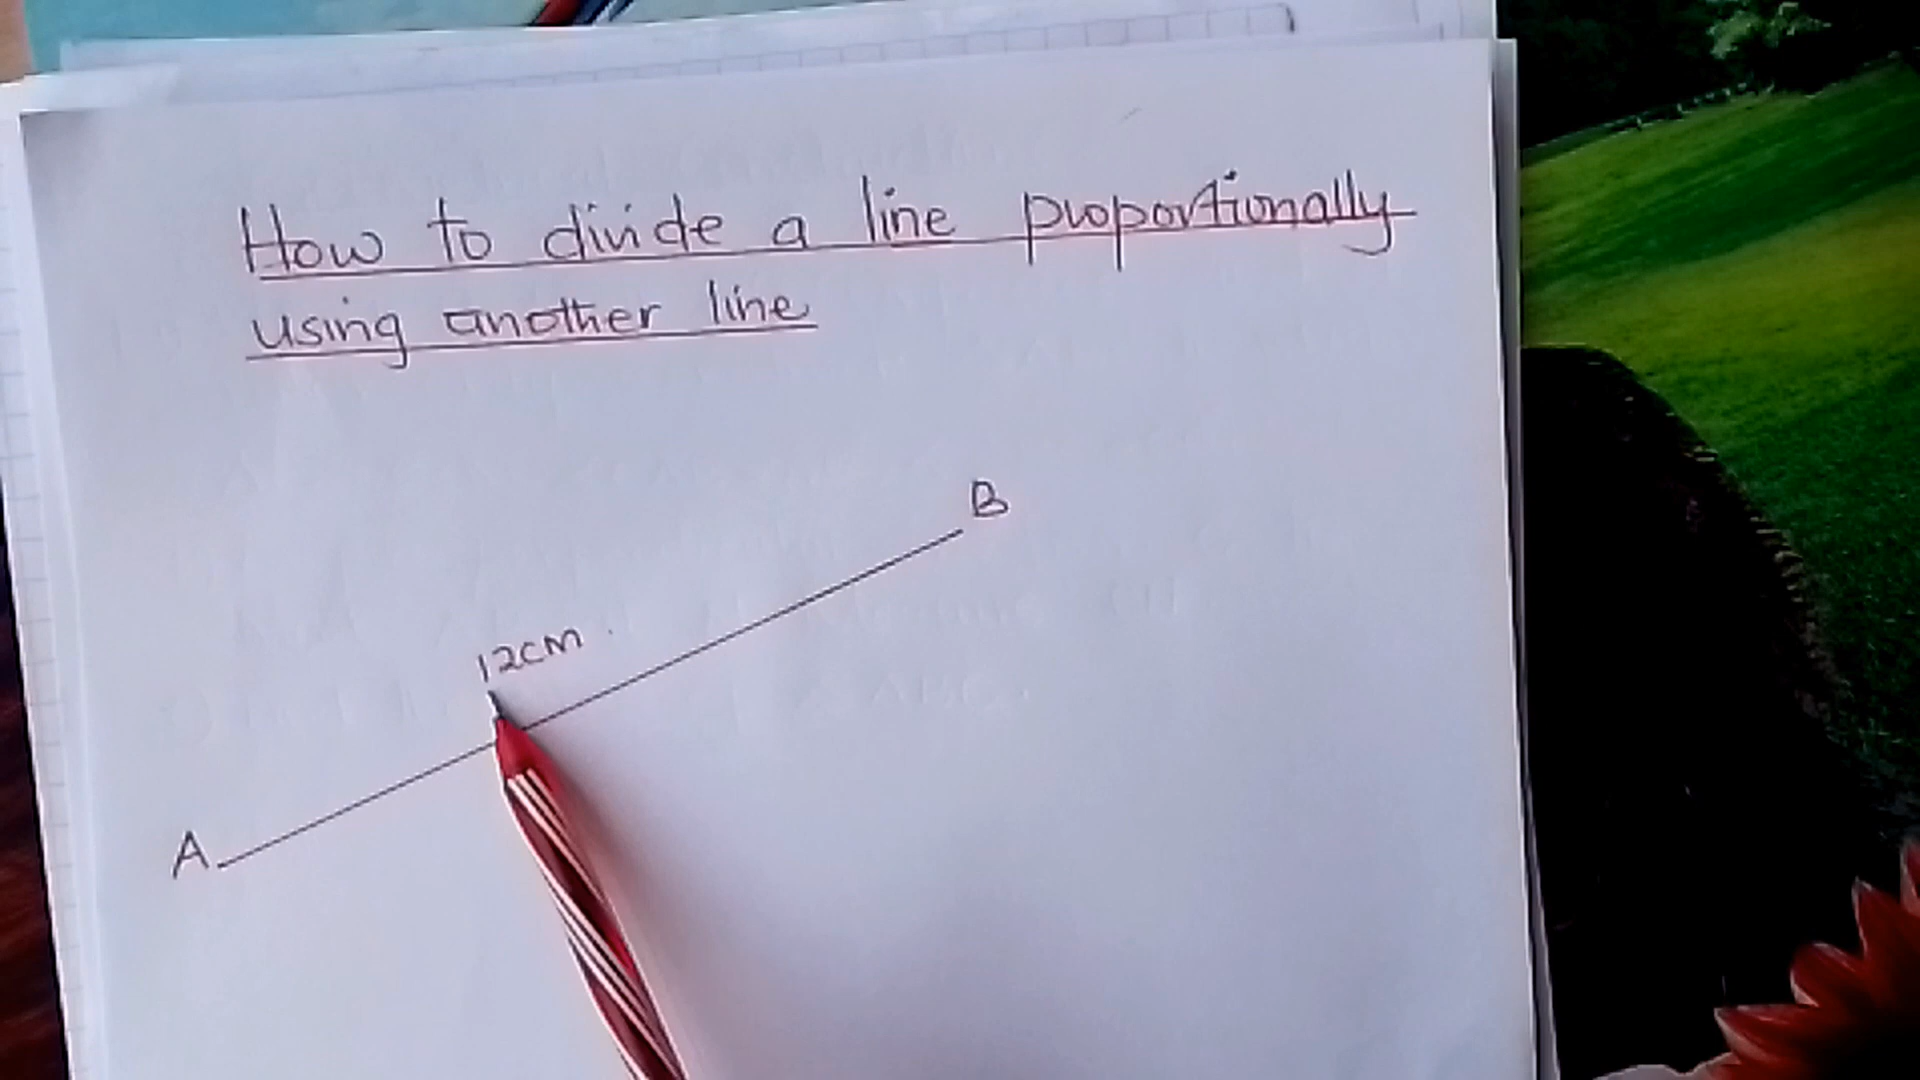 How to divide a line proportionally
using another line
B
12cm
A